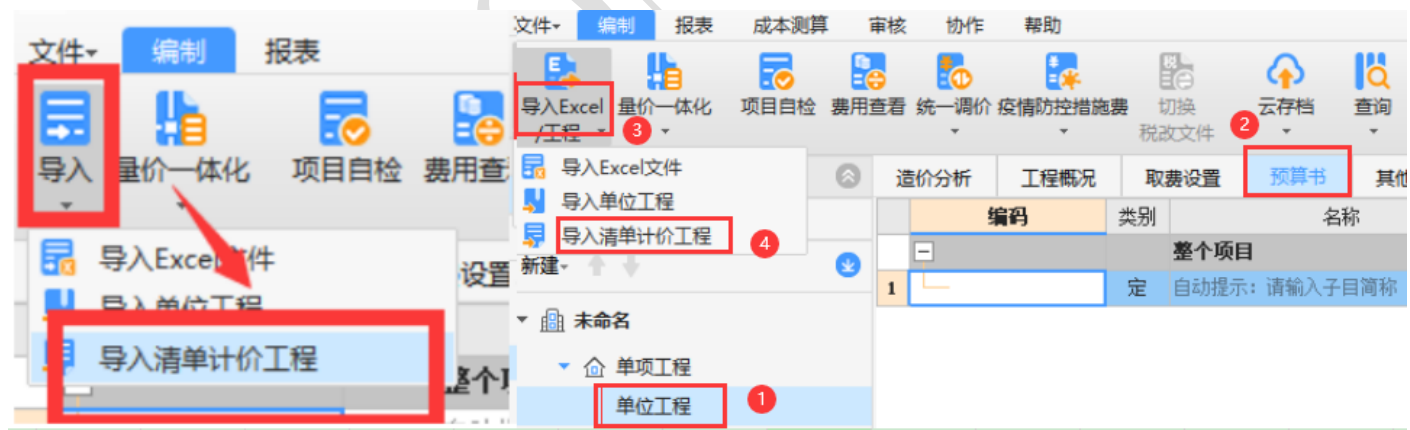 文件 编制 报表
导入 量价一体化 项目自检 费用查
导入Excel文件
导入单位工程
导入清单计价工程
设置
整个项
文件 编制 报表 成本测算 审核 协作 帮助
导入Excel 量价一体化 项目自检 费用查看 统一调价 疫情防控措施费 切换 云存档 查询
/工程 3 税改文件 2
导入Excel文件
导入单位工程
导入清单计价工程 4
造价分析 工程概况 取费设置 预算书 其他
编码 类别 名称
整个项目
1 定 自动提示：请输入子目简称
新建
未命名
单项工程
单位工程 1